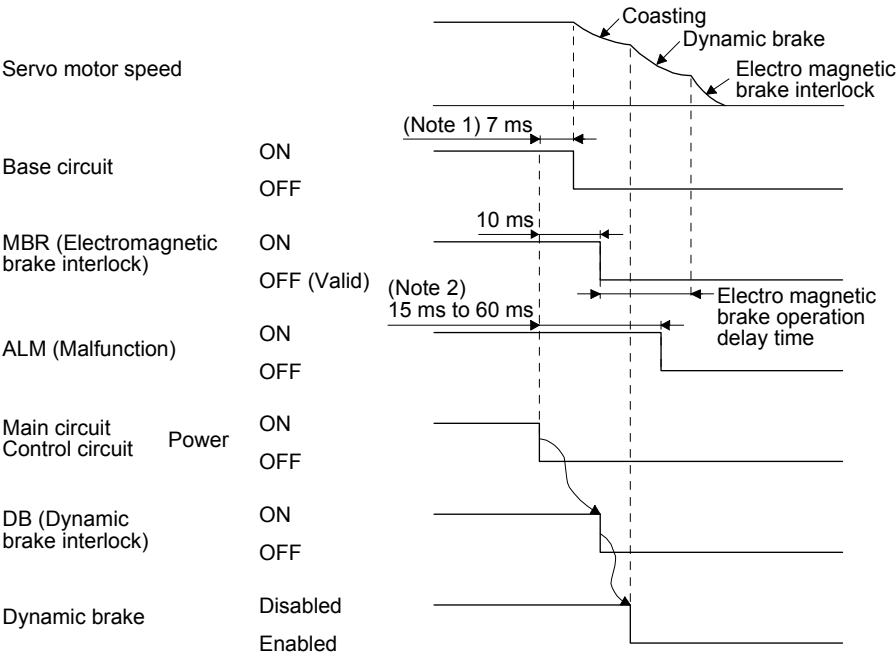 Coasting
Dynamic brake
Servo motor speed
Electro magnetic
brake interlock
(Note 1) 7 ms
Base circuit
ON
OFF
10 ms
MBR (Electromagnetic
brake interlock)
ON
OFF (Valid)
(Note 2)
15 ms to 60 ms
Electro magnetic
brake operation
delay time
ALM (Malfunction)
ON
OFF
Main circuit
Control circuit
Power
ON
OFF
DB (Dynamic
brake interlock)
ON
OFF
Dynamic brake
Disabled
Enabled